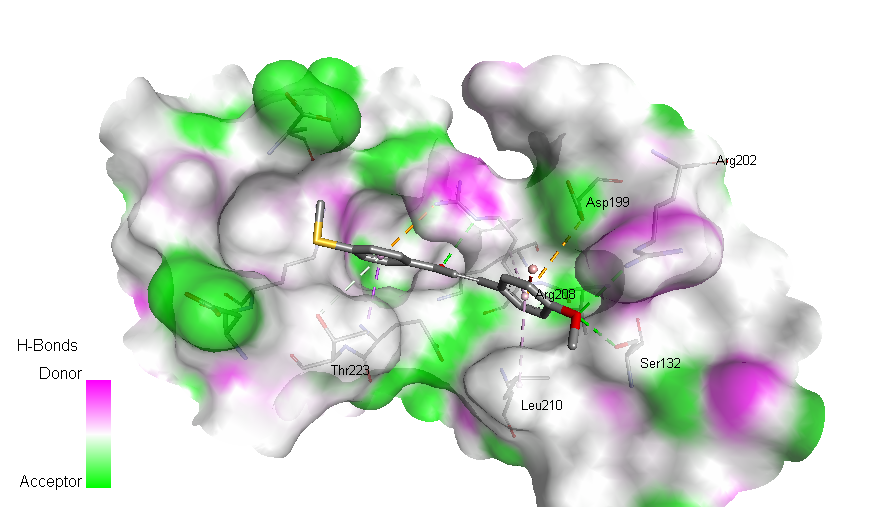 Arg202
Asp199
Arg208
H-Bonds
Donor
Ser132
Thr223
Leu210
Acceptor